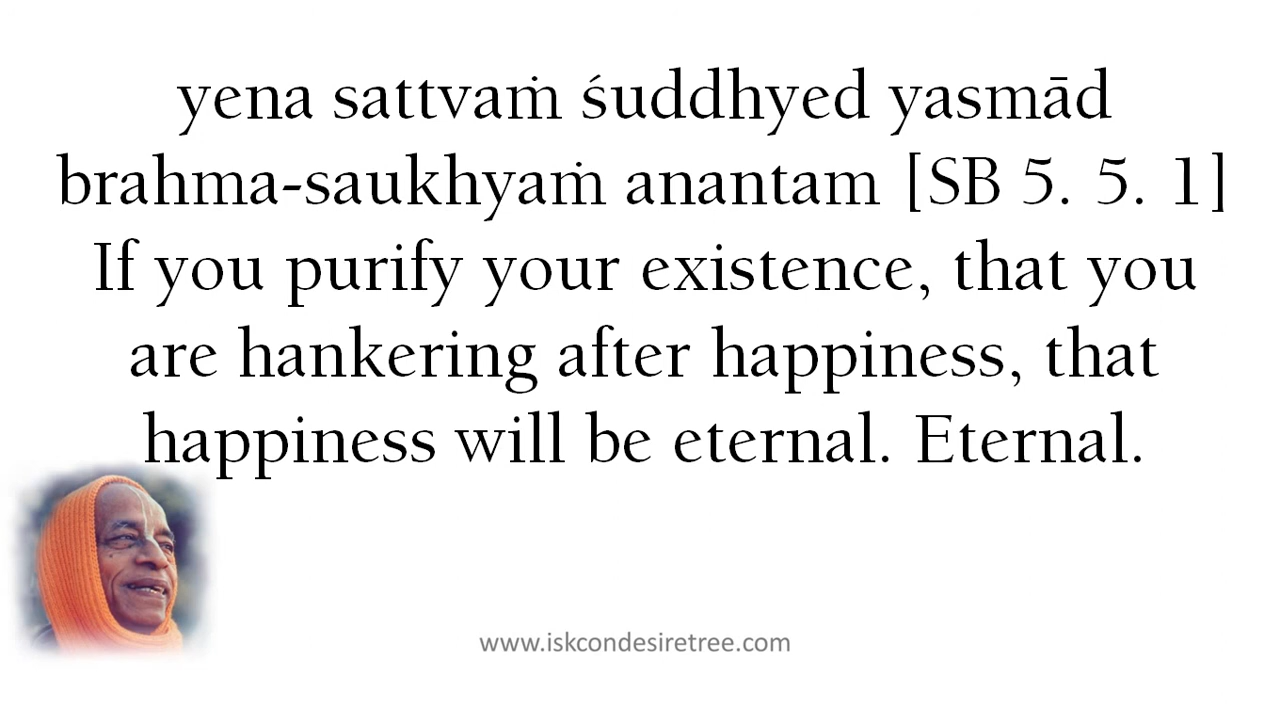 yena sattvaṁ śuddhyed yasmād
brahma-saukhyaṁ anantam [SB 5. 5. 1]
If you purify your existence, that you
are hankering after happiness, that
happiness will be eternal. Eternal.
www.iskcondesiretree.com